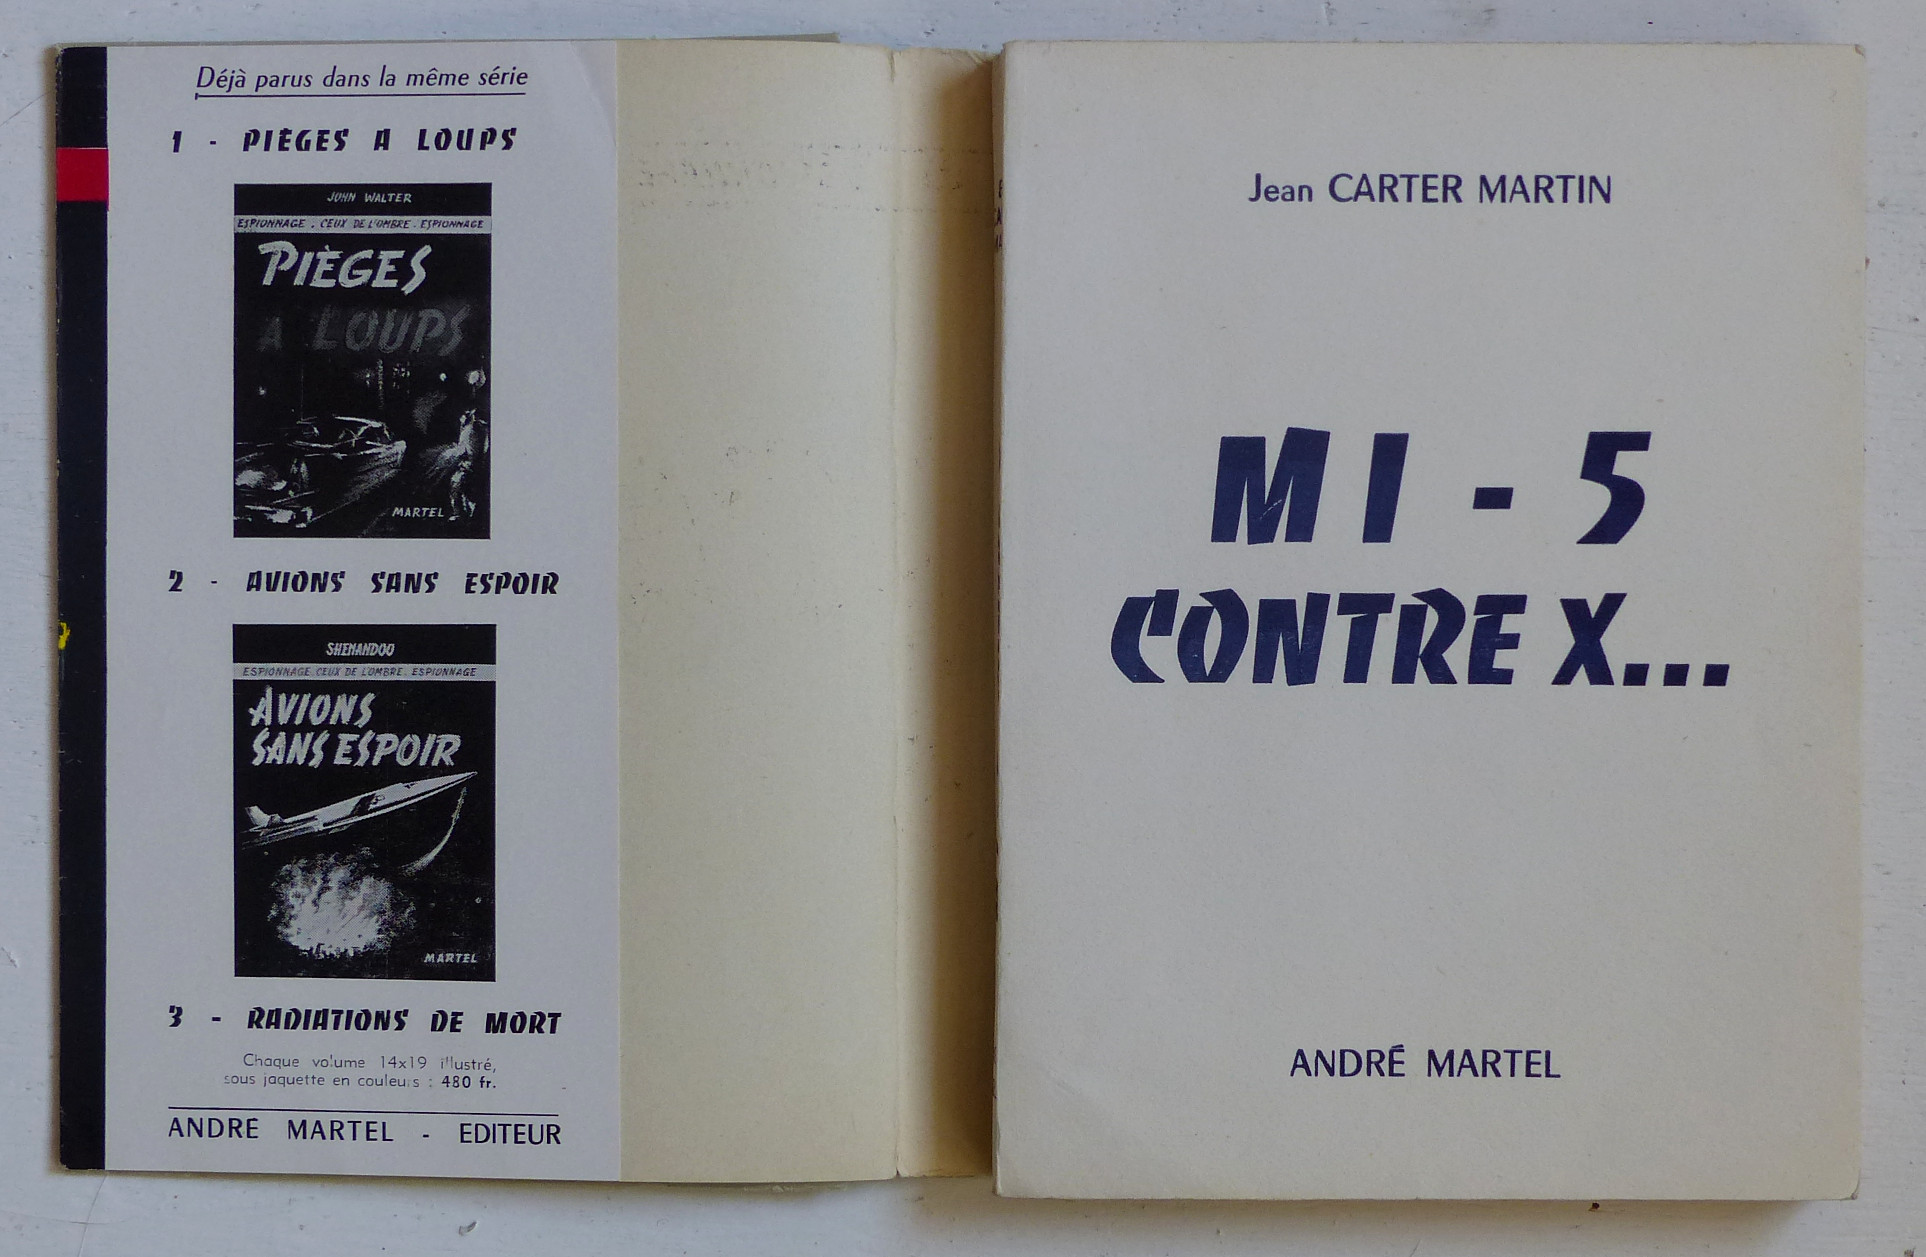 Déjà parus dans la même série
1 - PIÈGES A LOUPS
JOHN WALTER
ESPIONNAGE . CEUX DE L'OMBRE . ESPIONNAGE
PIÈGES
A LOUPS
MARTEL
2 - AVIONS SANS ESPOIR
SHENANDOO
ESPIONNAGE . CEUX DE L'OMBRE . ESPIONNAGE
AVIONS
SANS ESPOIR
MARTEL
3 - RADIATIONS DE MORT
Chaque volume 14x19 illustré,
sous jaquette en couleurs : 480 fr.
ANDRÉ MARTEL - EDITEUR
Jean CARTER MARTIN
MI - 5
CONTRE X...
ANDRÉ MARTEL